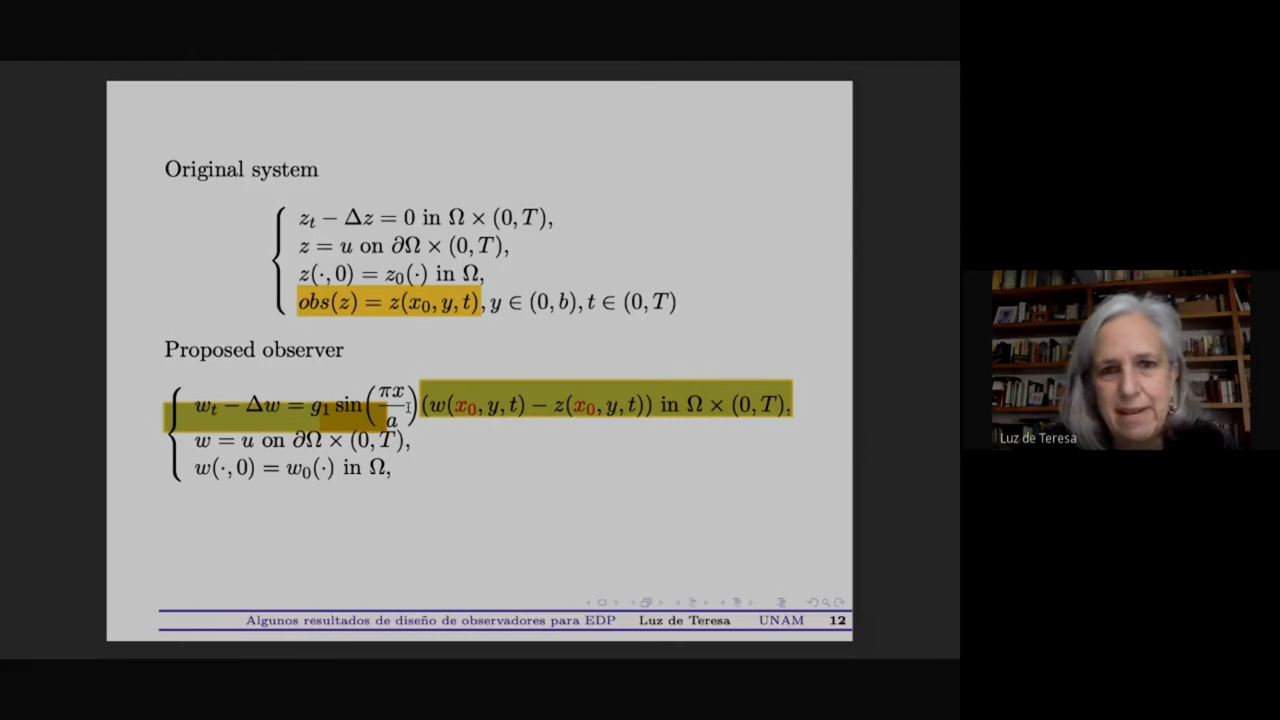 Original system
z_t − Δz = 0 in Ω × (0, T),
z = u on ∂Ω × (0, T),
z(·, 0) = z_0(·) in Ω,
obs(z) = z(x_0, y, t), y ∈ (0, b), t ∈ (0, T)
Proposed observer
w_t − Δw = g_1 sin(πx/a)(w(x_0, y, t) − z(x_0, y, t)) in Ω × (0, T).
w = u on ∂Ω × (0, T),
w(·, 0) = w_0(·) in Ω,
Luz de Teresa
Algunos resultados de diseño de observadores para EDP Luz de Teresa UNAM 12